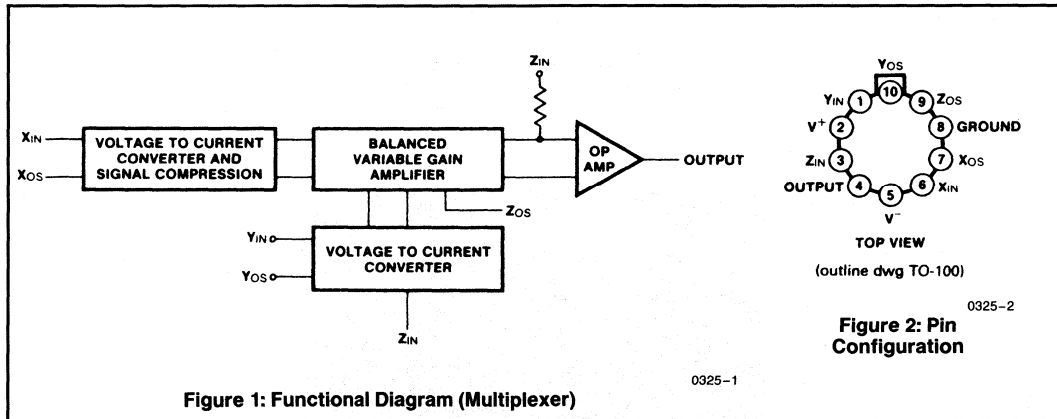 ZIN
XIN
XOS
VOLTAGE TO CURRENT
CONVERTER AND
SIGNAL COMPRESSION
BALANCED
VARIABLE GAIN
AMPLIFIER
OP
AMP
OUTPUT
ZOS
YIN
YOS
VOLTAGE TO CURRENT
CONVERTER
ZIN
0325-1
Figure 1: Functional Diagram (Multiplexer)
YOS
10
YIN
1
9
ZOS
V+
2
8
GROUND
ZIN
3
7
XOS
OUTPUT
4
5
6
XIN
V-
TOP VIEW
(outline dwg TO-100)
0325-2
Figure 2: Pin
Configuration